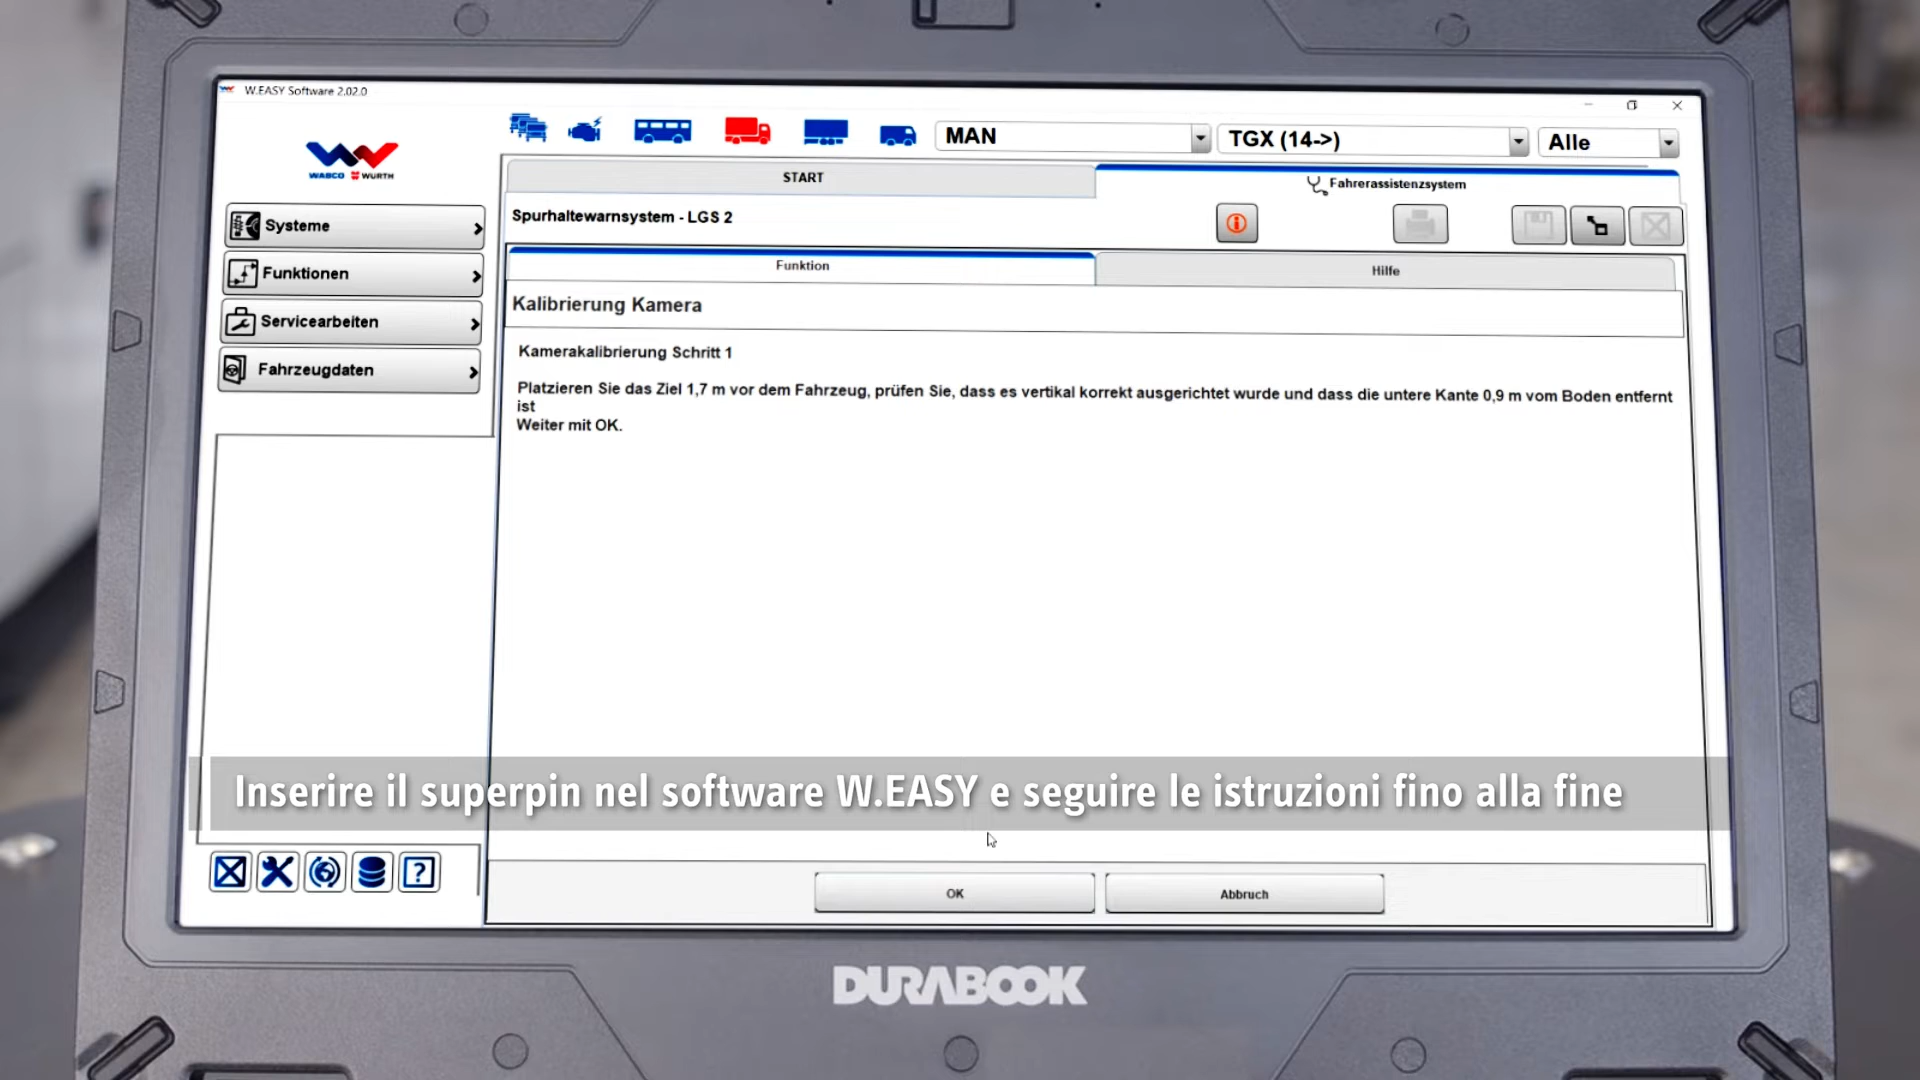 W.EASY Software 2.02.0
WABCO WÜRTH
MAN
TGX (14->)
Alle
START
Fahrerassistenzsystem
Systeme
Funktionen
Servicearbeiten
Fahrzeugdaten
Spurhaltewarnsystem - LGS 2
Funktion
Hilfe
Kalibrierung Kamera
Kamerakalibrierung Schritt 1
Platzieren Sie das Ziel 1,7 m vor dem Fahrzeug, prüfen Sie, dass es vertikal korrekt ausgerichtet wurde und dass die untere Kante 0,9 m vom Boden entfernt
ist
Weiter mit OK.
Inserire il superpin nel software W.EASY e seguire le istruzioni fino alla fine
OK
Abbruch
DURABOOK